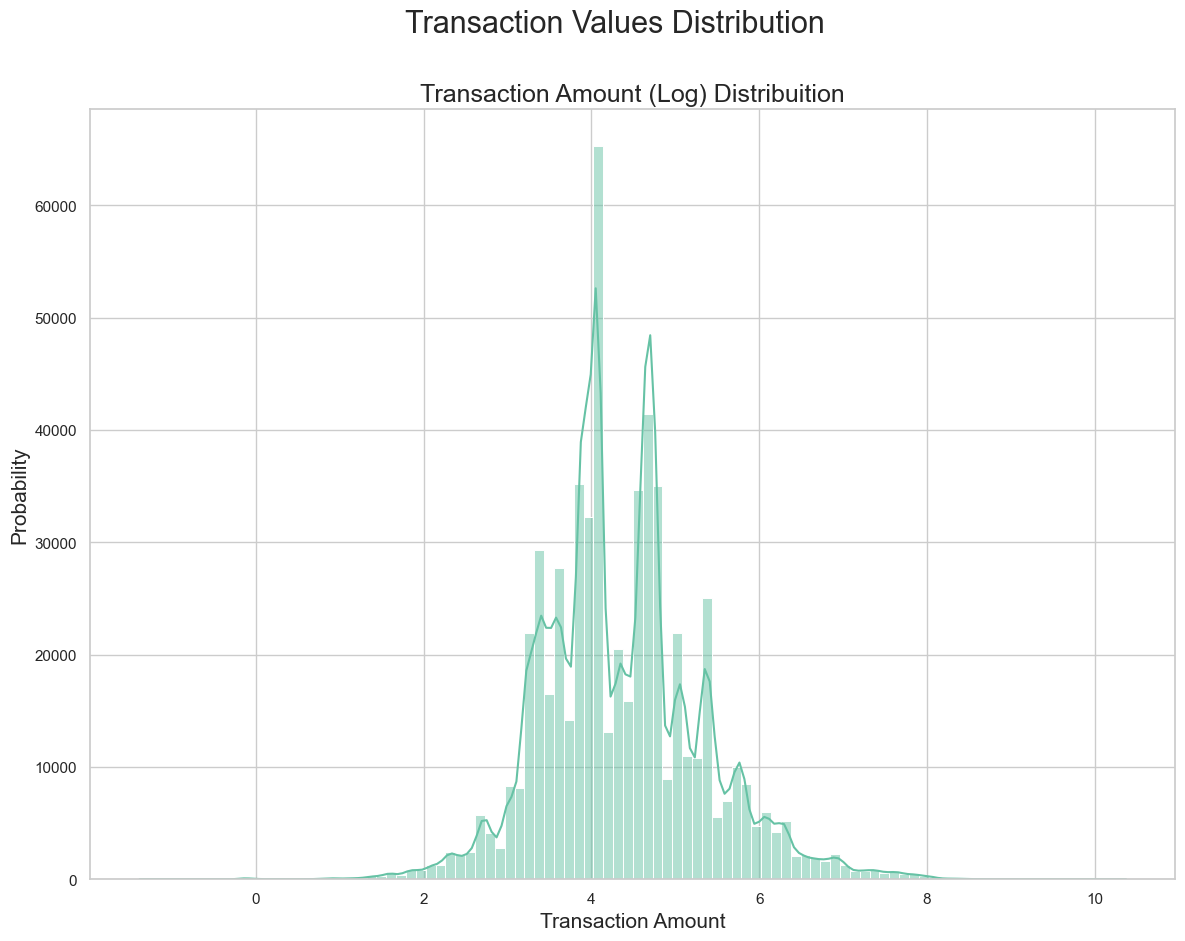 Transaction Values Distribution
Transaction Amount (Log) Distribuition
60000
50000
40000
30000
20000
10000
0
Probability
0 2 4 6 8 10
Transaction Amount